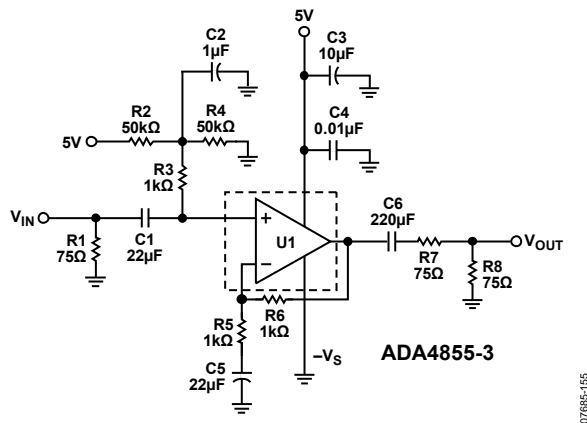 5V
C2
1µF
C3
10µF
R2
50kΩ
R4
50kΩ
C4
0.01µF
5V
R3
1kΩ
C6
220µF
VIN
+
U1
VOUT
R1
75Ω
C1
22µF
–
R7
75Ω
R8
75Ω
R5
1kΩ
R6
1kΩ
–VS
ADA4855-3
C5
22µF
07685-155